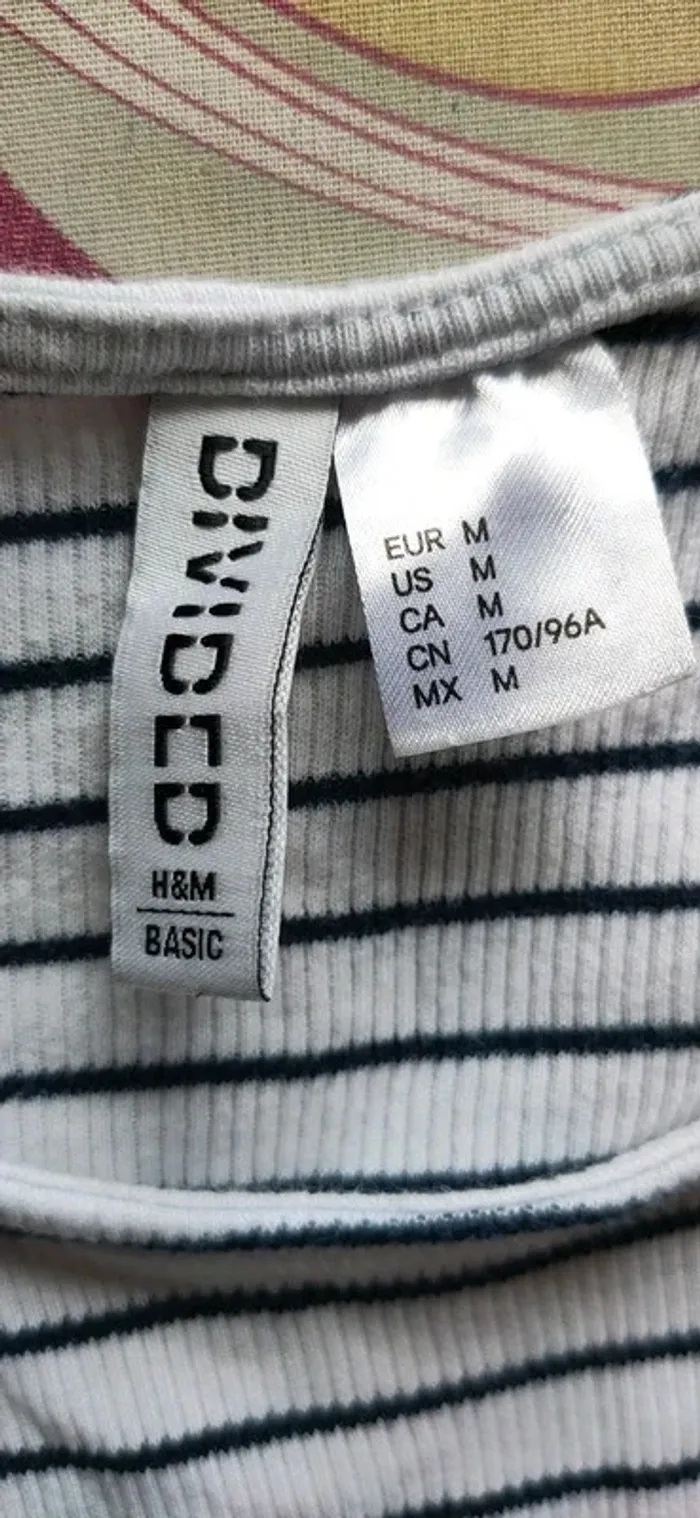 DIVIDED
H&M
BASIC
EUR M
US M
CA M
CN 170/96A
MX M